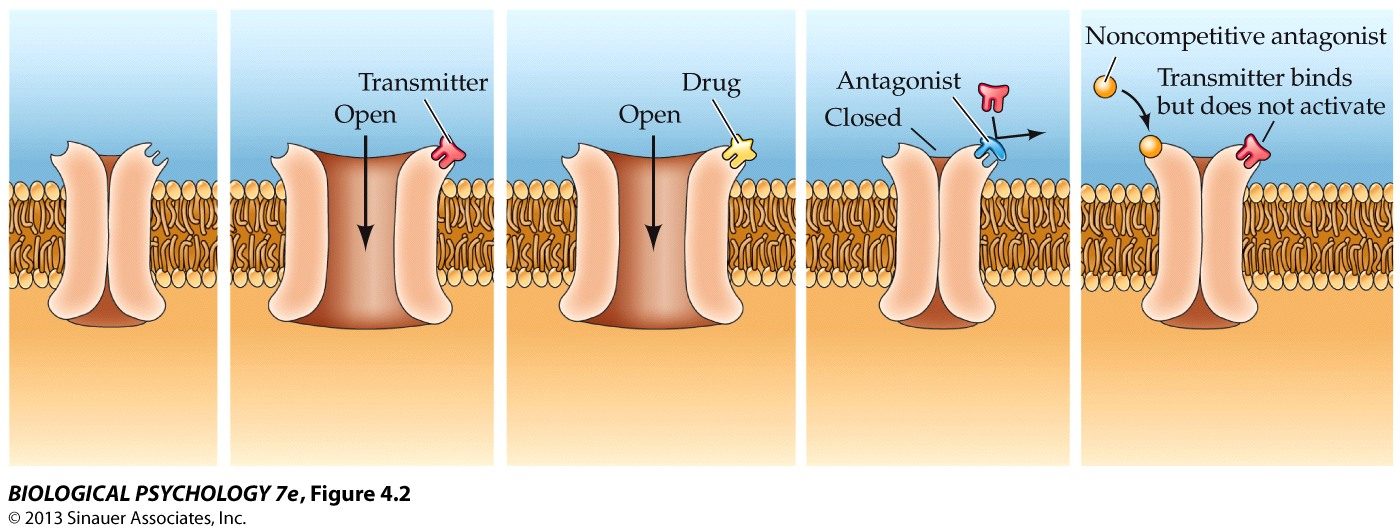 Transmitter
Open
Drug
Open
Antagonist
Closed
Noncompetitive antagonist
Transmitter binds
but does not activate
BIOLOGICAL PSYCHOLOGY 7e, Figure 4.2
© 2013 Sinauer Associates, Inc.